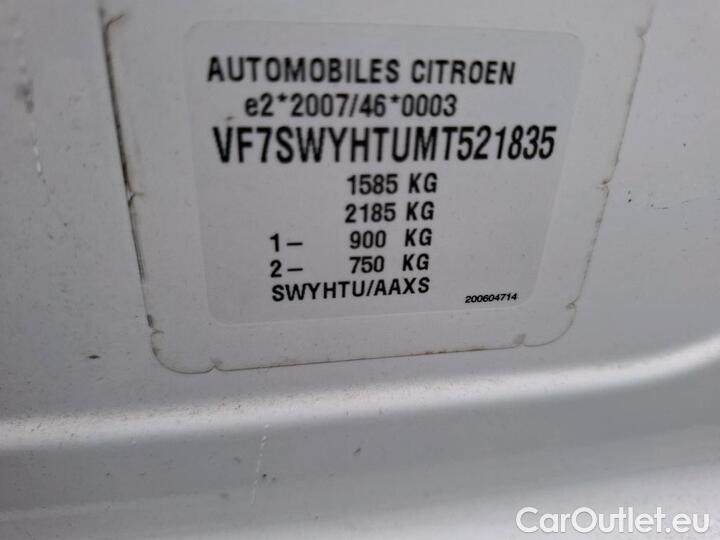 AUTOMOBILES CITROEN
e2*2007/46*0003
VF7SWYHTUMT521835
1585 KG
2185 KG
1- 900 KG
2- 750 KG
SWYHTU/AAXS
200604714
CarOutlet.eu